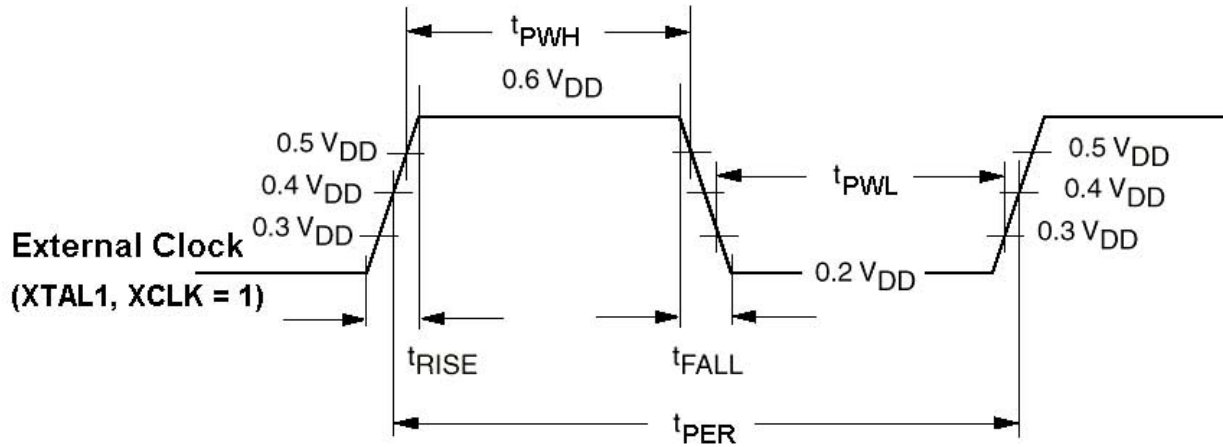 tPWH
0.6 VDD
0.5 VDD
0.5 VDD
0.4 VDD
tPWL
0.4 VDD
0.3 VDD
0.3 VDD
External Clock
0.2 VDD
(XTAL1, XCLK = 1)
tRISE
tFALL
tPER